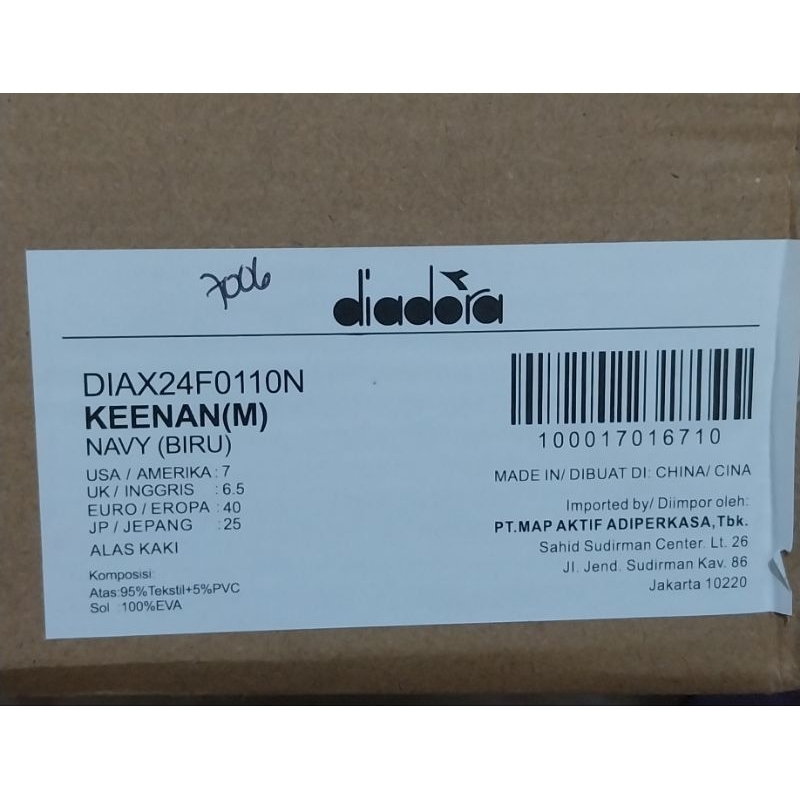 7006
diadora
DIAX24F0110N
KEENAN(M)
NAVY (BIRU)
USA / AMERIKA : 7
UK / INGGRIS : 6.5
EURO / EROPA : 40
JP / JEPANG : 25
ALAS KAKI
Komposisi:
Atas:95%Tekstil+5%PVC
Sol :100%EVA
100017016710
MADE IN/ DIBUAT DI: CHINA/ CINA
Imported by/ Diimpor oleh:
PT.MAP AKTIF ADIPERKASA,Tbk.
Sahid Sudirman Center. Lt. 26
Jl. Jend. Sudirman Kav. 86
Jakarta 10220